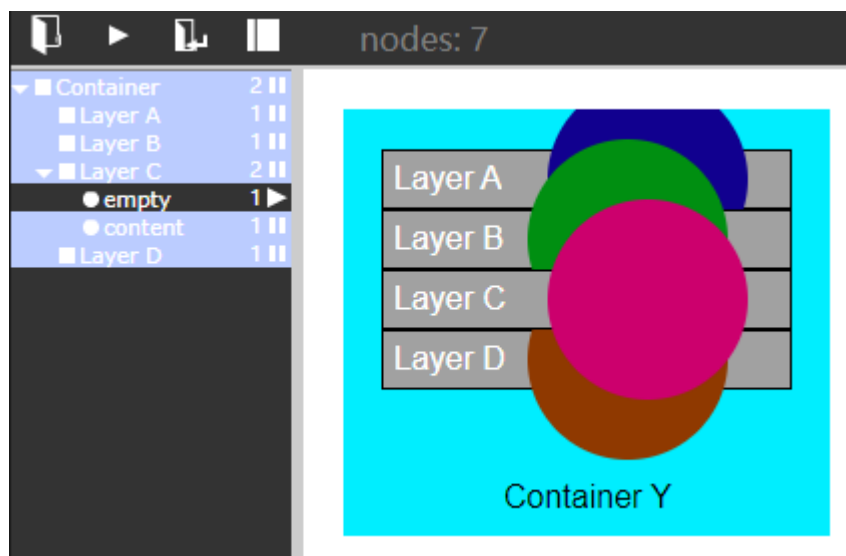 nodes: 7
Container 2
Layer A 1
Layer B 1
Layer C 2
empty 1
content 1
Layer D 1
Layer A
Layer B
Layer C
Layer D
Container Y